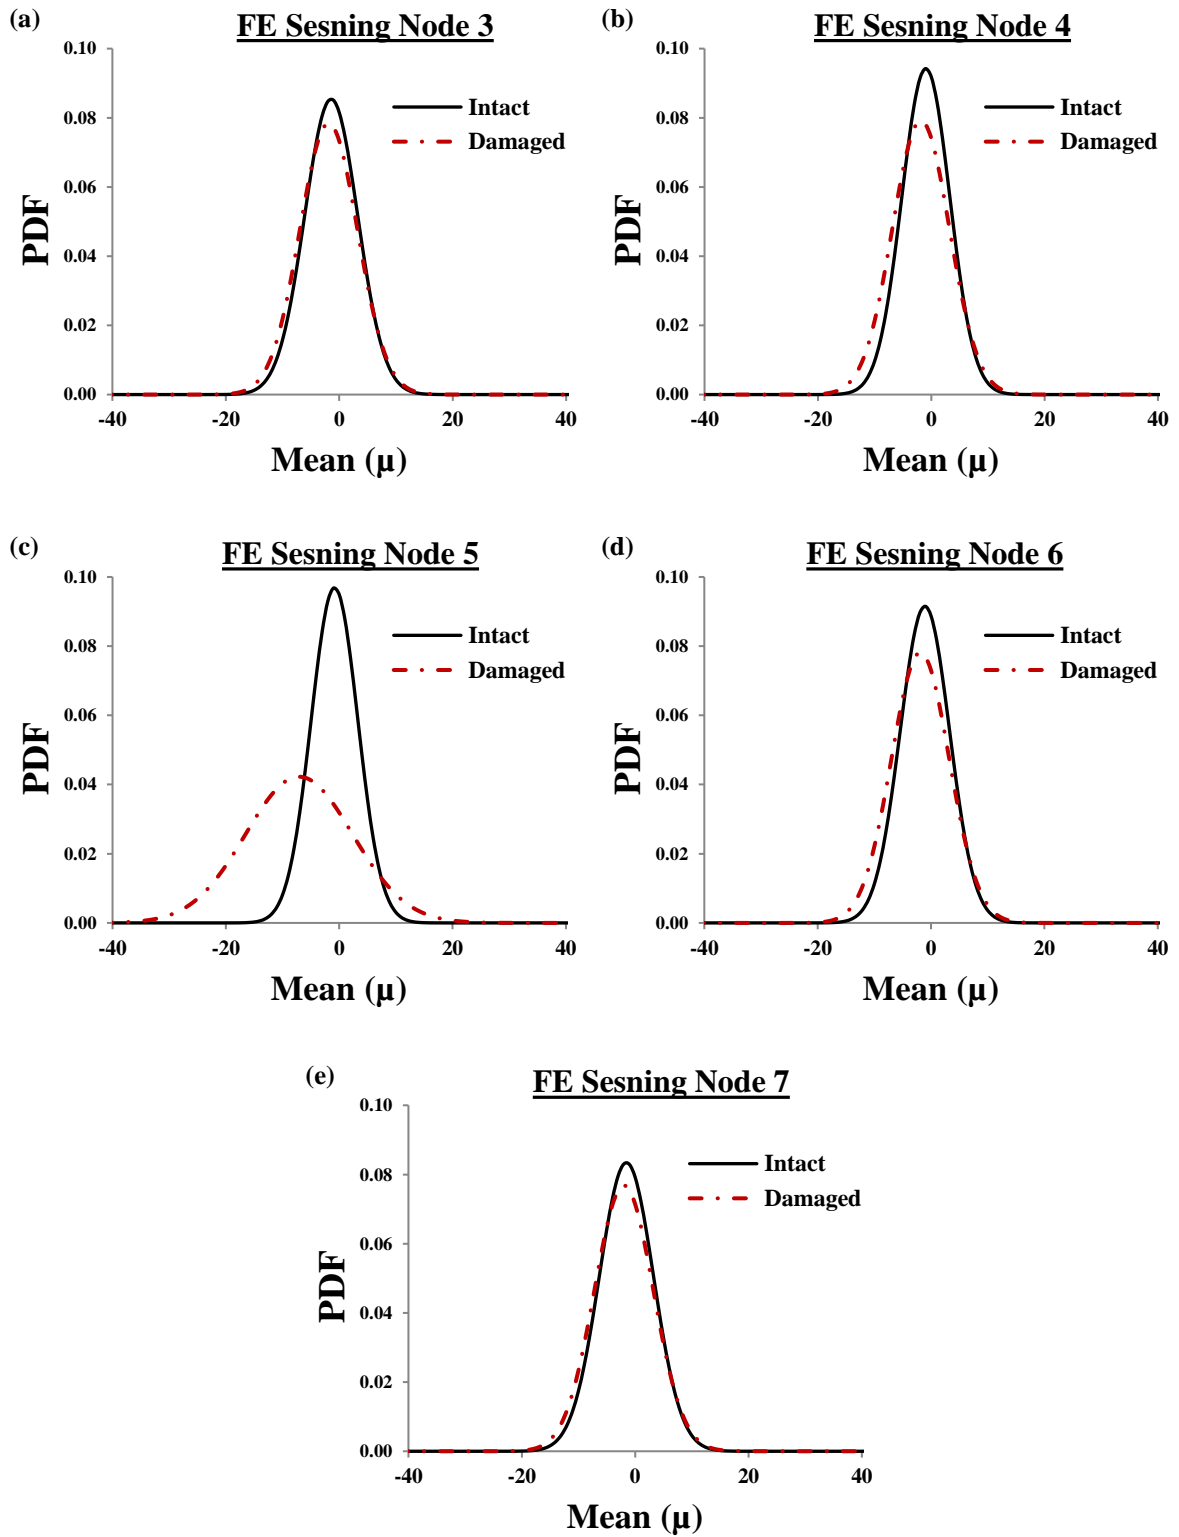 (a)
FE Sesning Node 3
0.10
0.08
0.06
0.04
0.02
0.00
PDF
Intact
Damaged
-40 -20 0 20 40
Mean (μ)
(b)
FE Sesning Node 4
0.10
0.08
0.06
0.04
0.02
0.00
PDF
Intact
Damaged
-40 -20 0 20 40
Mean (μ)
(c)
FE Sesning Node 5
0.10
0.08
0.06
0.04
0.02
0.00
PDF
Intact
Damaged
-40 -20 0 20 40
Mean (μ)
(d)
FE Sesning Node 6
0.10
0.08
0.06
0.04
0.02
0.00
PDF
Intact
Damaged
-40 -20 0 20 40
Mean (μ)
(e)
FE Sesning Node 7
0.10
0.08
0.06
0.04
0.02
0.00
PDF
Intact
Damaged
-40 -20 0 20 40
Mean (μ)